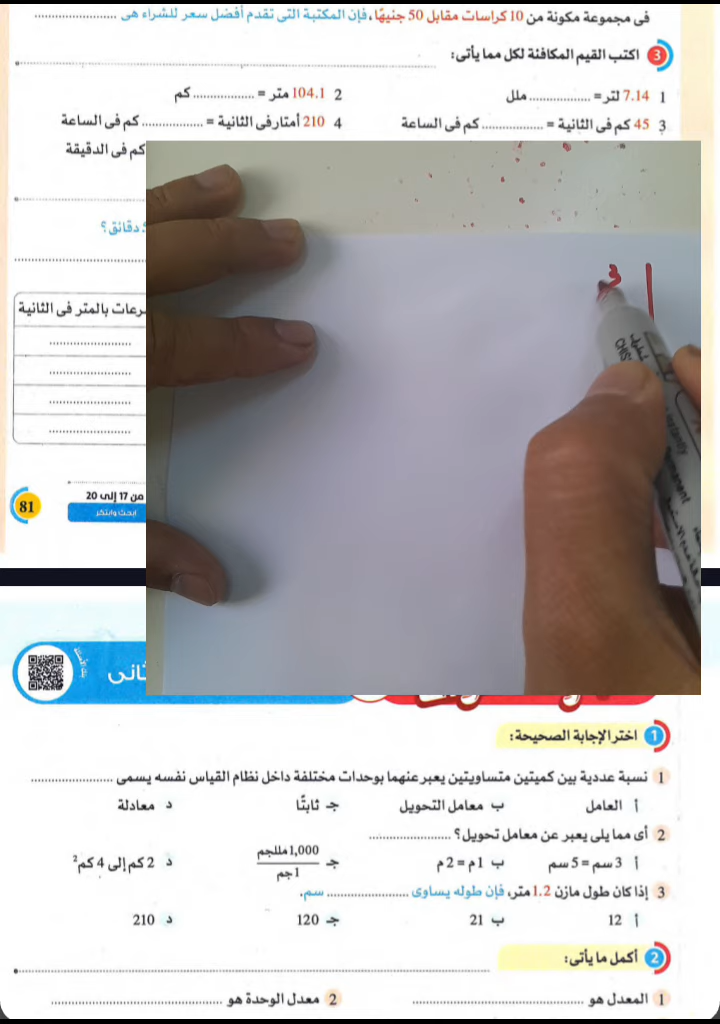 فى مجموعة مكونة من 10 كراسات مقابل 50 جنيهًا، فإن المكتبة التى تقدم أفضل سعر للشراء هى ....................
3 اكتب القيم المكافئة لكل مما يأتى:
1 7.14 لتر = .................. ملل
2 104.1 متر = .................. كم
3 45 كم فى الثانية = .................. كم فى الساعة
4 210 أمتار فى الثانية = .................. كم فى الساعة
كم فى الدقيقة
دقائق؟
بالمتر فى الثانية
من 17 إلى 20
ابحث وابتكر
81
1 اختر الإجابة الصحيحة:
1 نسبة عددية بين كميتين متساويتين يعبر عنهما بوحدات مختلفة داخل نظام القياس نفسه يسمى ....................
أ العامل
ب معامل التحويل
جـ ثابتًا
د معادلة
2 أى مما يلى يعبر عن معامل تحويل؟ ....................
أ 3 سم = 5 سم
ب 1 م = 2 م
جـ 1,000 مللجم / 1 جم
د 2 كم إلى 4 كم²
3 إذا كان طول مازن 1.2 متر، فإن طوله يساوى .................... سم.
أ 12
ب 21
جـ 120
د 210
2 أكمل ما يأتى:
1 المعدل هو ........................................
2 معدل الوحدة هو ........................................